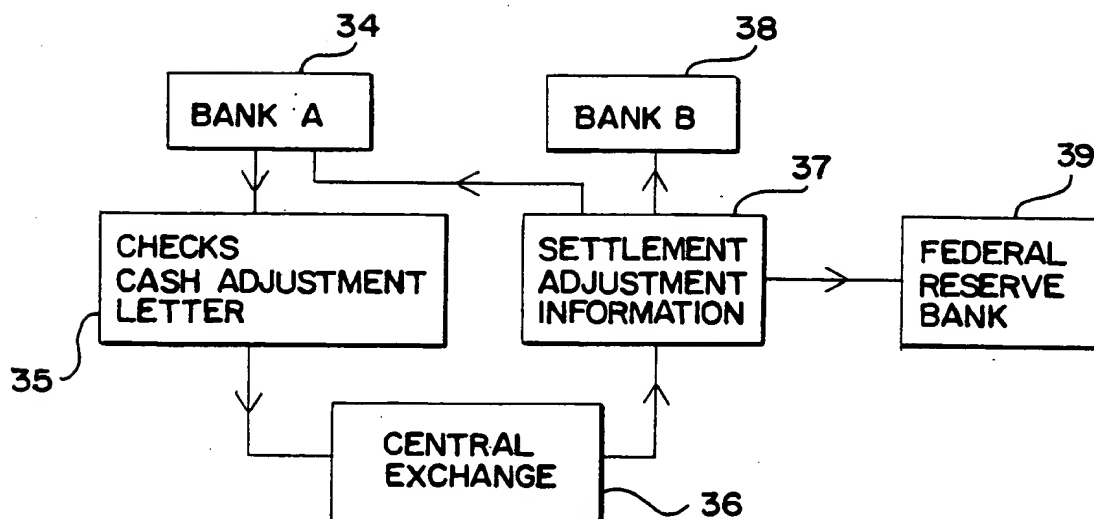 34
BANK A
38
BANK B
37
39
CHECKS
CASH ADJUSTMENT
LETTER
35
SETTLEMENT
ADJUSTMENT
INFORMATION
FEDERAL
RESERVE
BANK
CENTRAL
EXCHANGE
36